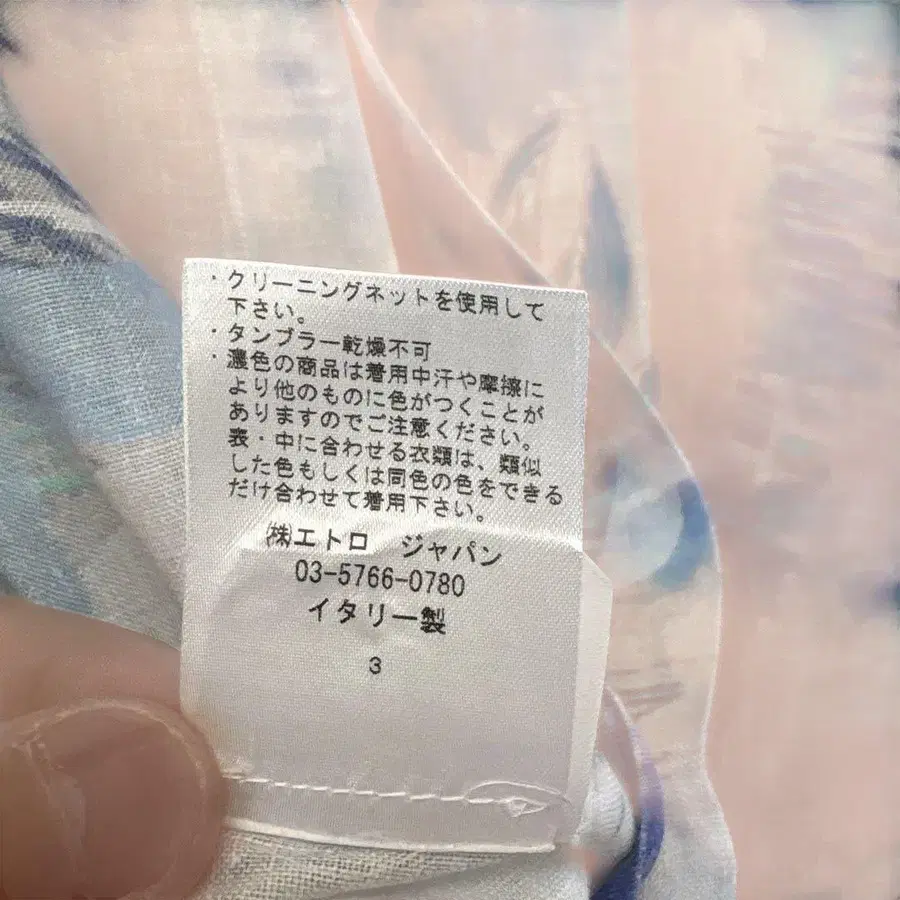 ・クリーニングネットを使用して
下さい。
・タンブラー乾燥不可
・濃色の商品は着用中汗や摩擦に
より他のものに色がつくことが
ありますのでご注意ください。
表・中に合わせる衣類は、類似
した色もしくは同色の色をできる
だけ合わせて着用下さい。
㈱エトロ ジャパン
03-5766-0780
イタリー製
3